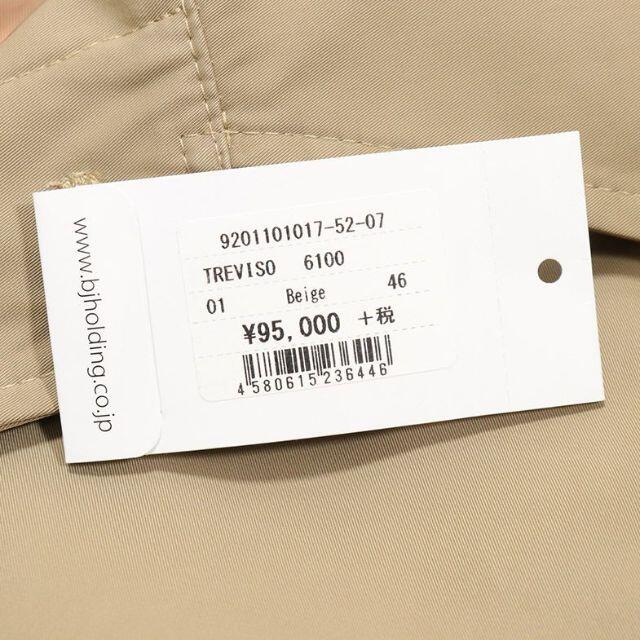 www.bjholding.co.jp
9201101017-52-07
TREVISO 6100
01 Beige 46
¥95,000 +税
4580615236446